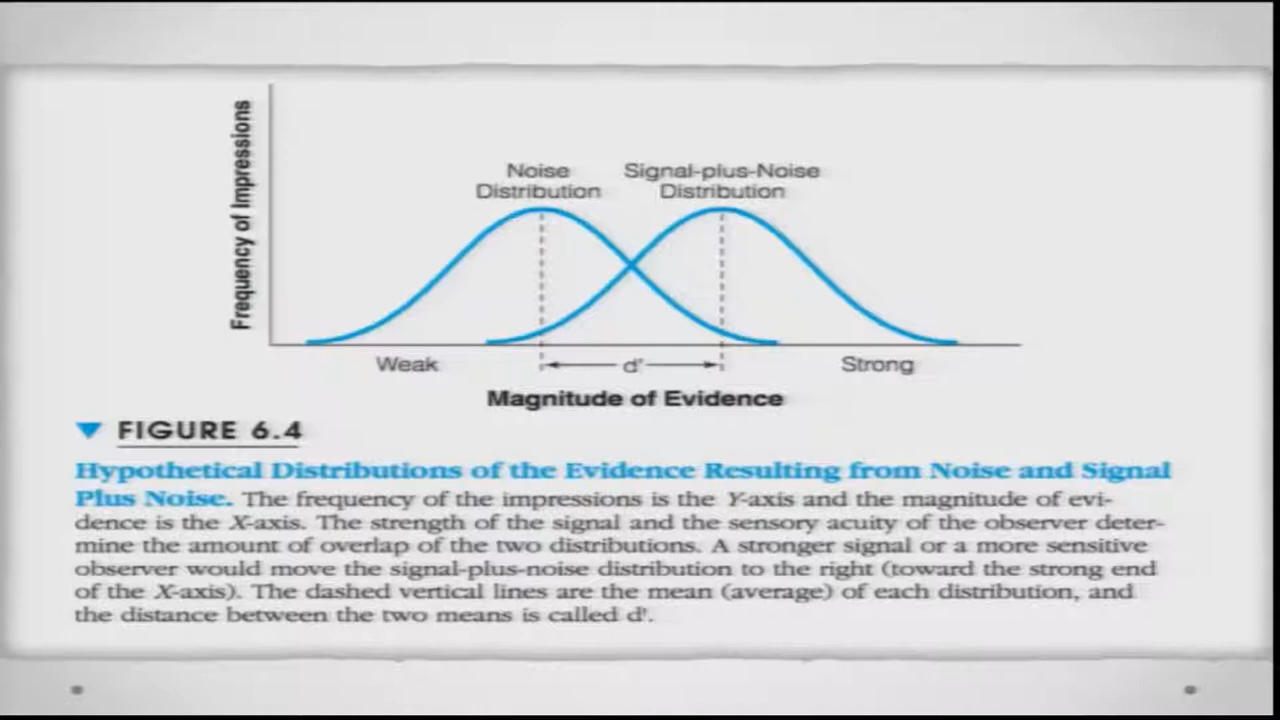 Frequency of Impressions
Noise
Distribution
Signal-plus-Noise
Distribution
Weak
d'
Strong
Magnitude of Evidence
FIGURE 6.4
Hypothetical Distributions of the Evidence Resulting from Noise and Signal
Plus Noise. The frequency of the impressions is the Y-axis and the magnitude of evi-
dence is the X-axis. The strength of the signal and the sensory acuity of the observer deter-
mine the amount of overlap of the two distributions. A stronger signal or a more sensitive
observer would move the signal-plus-noise distribution to the right (toward the strong end
of the X-axis). The dashed vertical lines are the mean (average) of each distribution, and
the distance between the two means is called d'.